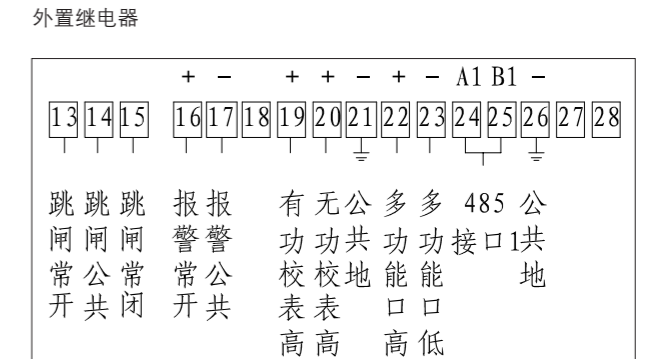 外置继电器
+ − + + − + − A1 B1 −
13 14 15 16 17 18 19 20 21 22 23 24 25 26 27 28
跳闸常开
跳闸公共
跳闸常闭
报警常开
报警公共
有功校表高
无功校表高
公共地
多功能口高
多功能口低
485
接口1
公共地